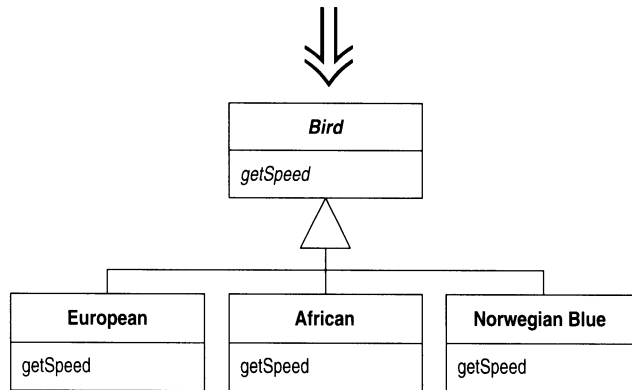 Bird
getSpeed
European
African
Norwegian Blue
getSpeed
getSpeed
getSpeed